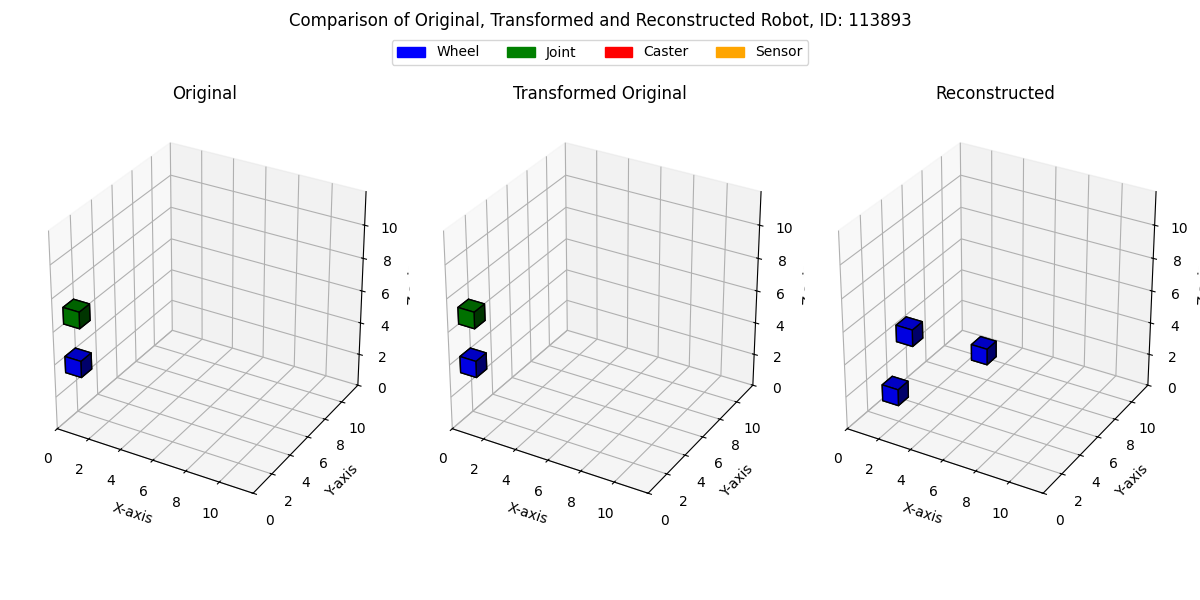 Comparison of Original, Transformed and Reconstructed Robot, ID: 113893
Wheel Joint Caster Sensor
Original Transformed Original Reconstructed
10 10 10
8 8 8
6 6 6
4 4 4
2 2 2
0 0 0
10 10 10
8 8 8
6 6 6
4 4 4
2 2 2
0 0 0
0 2 4 6 8 10 0 2 4 6 8 10 0 2 4 6 8 10
X-axis Y-axis X-axis Y-axis X-axis Y-axis